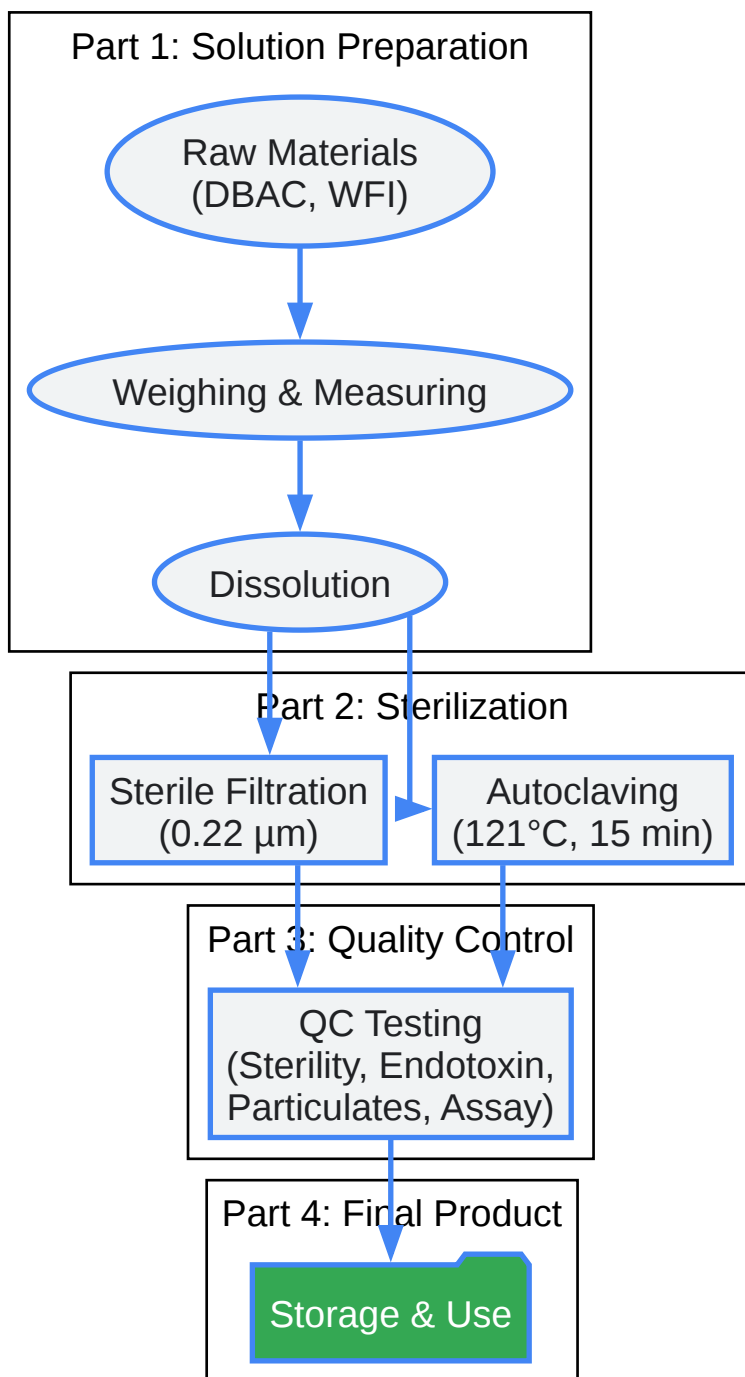 Part 1: Solution Preparation
Raw Materials
(DBAC, WFI)
Weighing & Measuring
Dissolution
Part 2: Sterilization
Sterile Filtration
(0.22 µm)
Autoclaving
(121°C, 15 min)
Part 3: Quality Control
QC Testing
(Sterility, Endotoxin,
Particulates, Assay)
Part 4: Final Product
Storage & Use